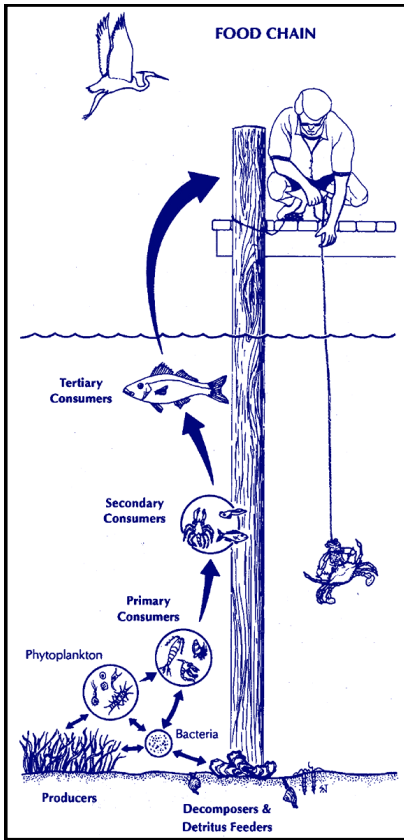 FOOD CHAIN
Tertiary
Consumers
Secondary
Consumers
Primary
Consumers
Phytoplankton
Bacteria
Producers
Decomposers &
Detritus Feeders